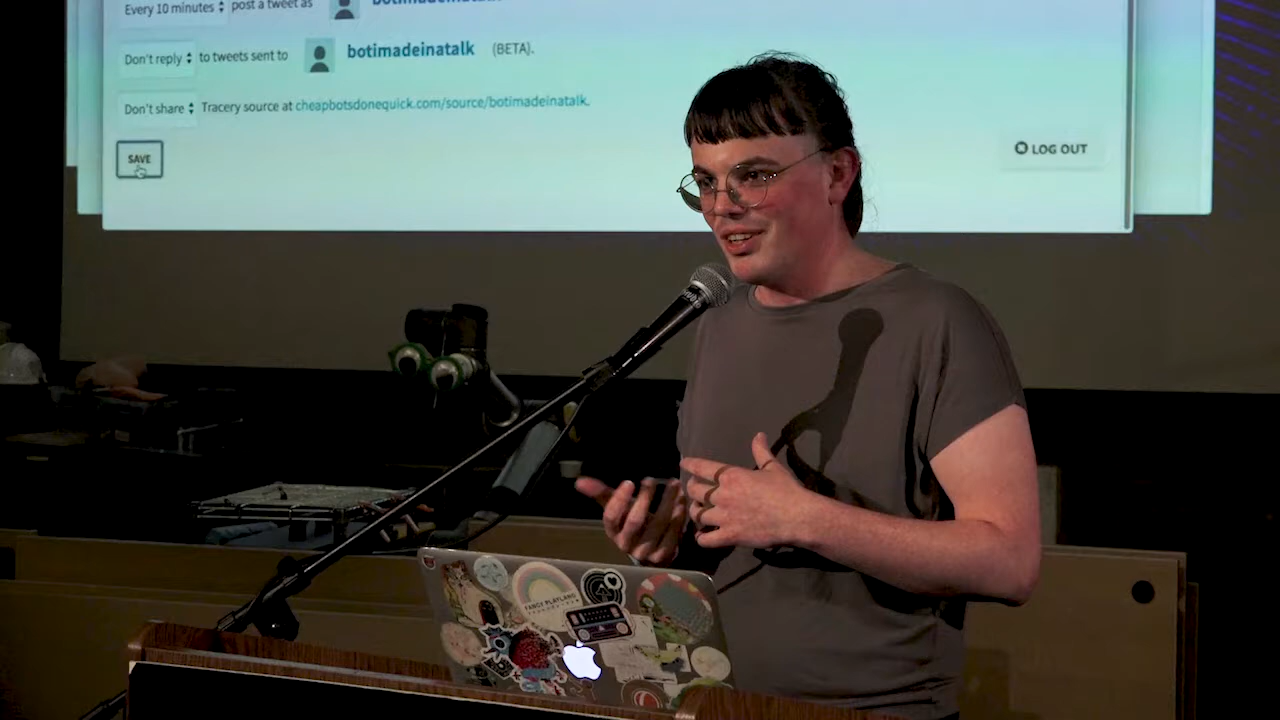 Every 10 minutes post a tweet as botimadeinatalk
Don't reply to tweets sent to botimadeinatalk (BETA).
Don't share Tracery source at cheapbotsdonequick.com/source/botimadeinatalk.
SAVE
LOG OUT
FANCY PLAYLAND